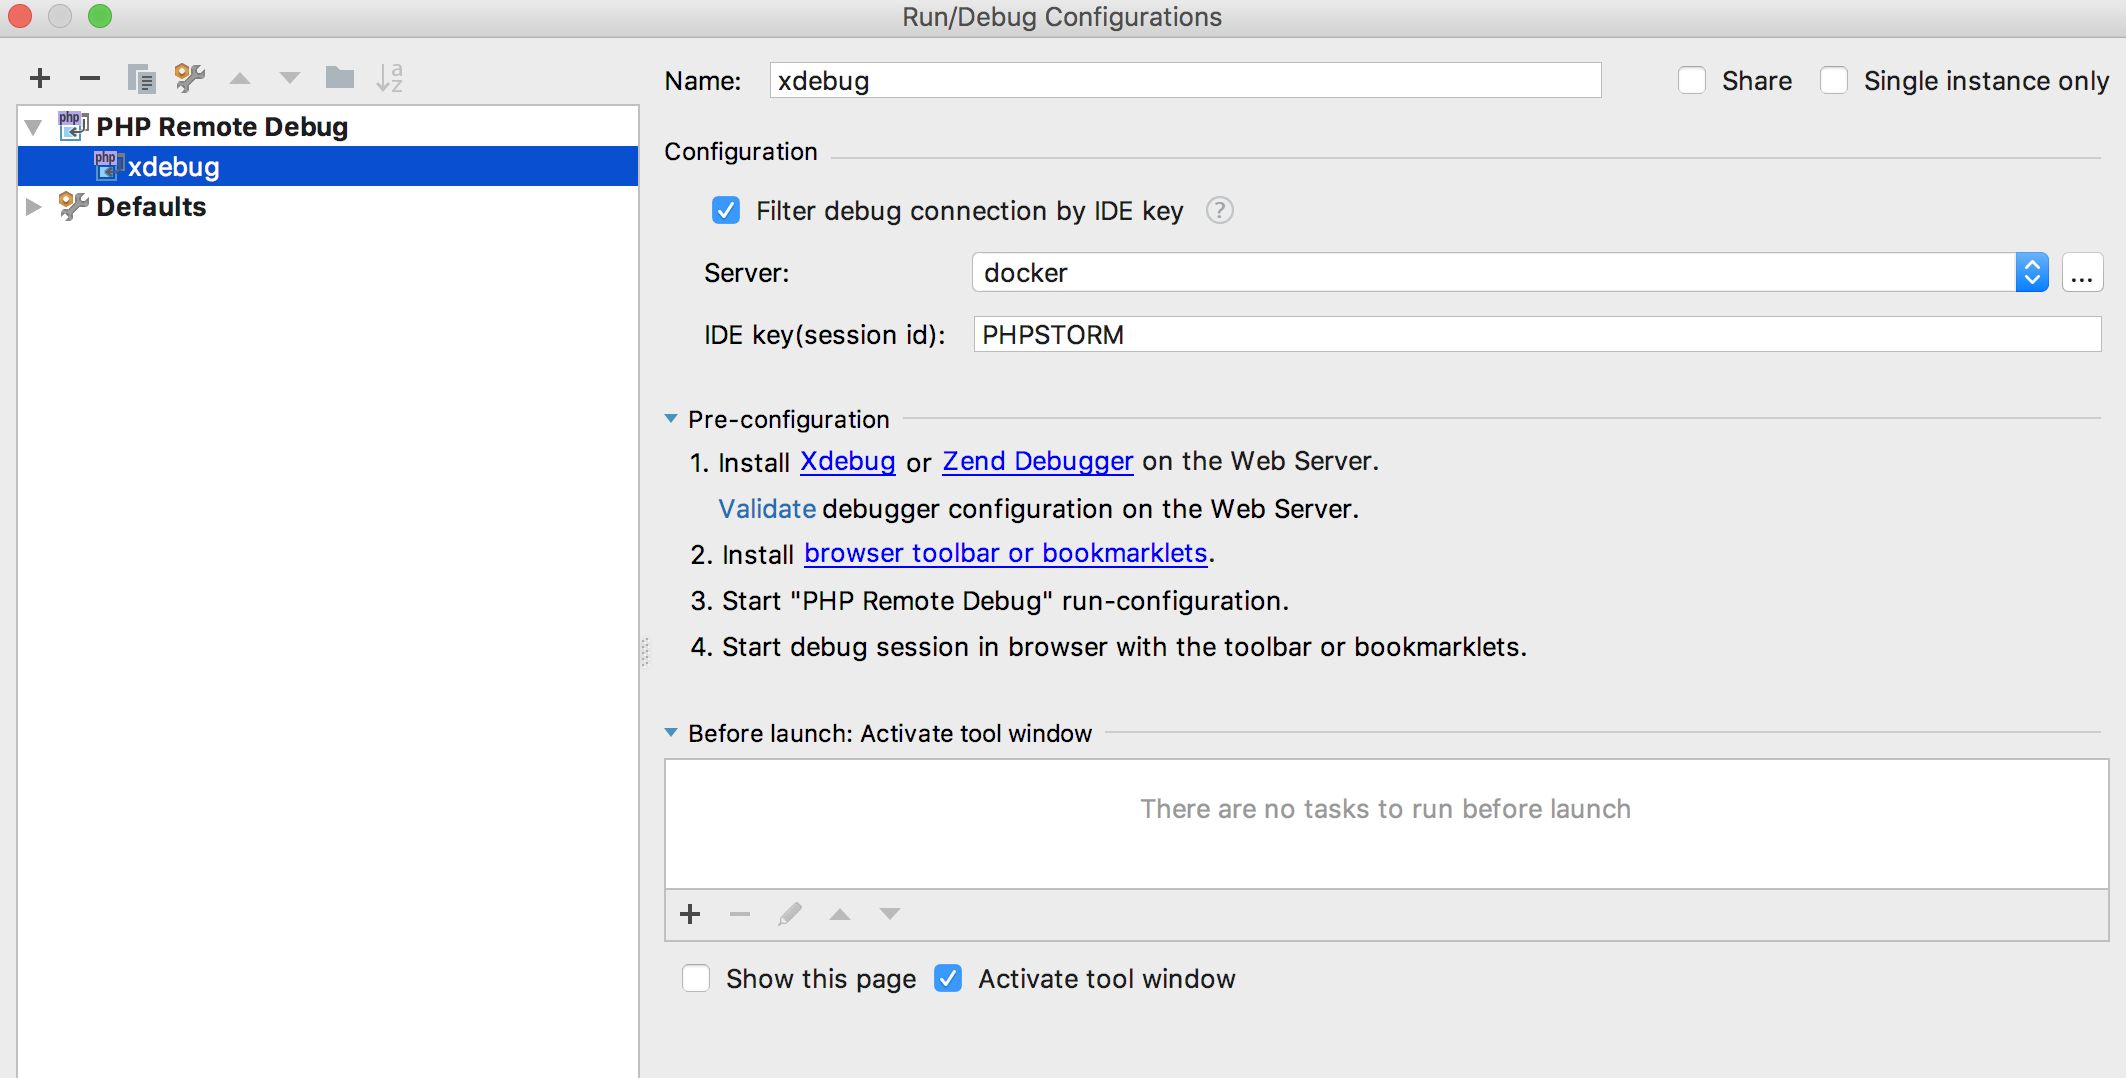 Run/Debug Configurations
Name: xdebug Share Single instance only
PHP Remote Debug
xdebug
Defaults
Configuration
Filter debug connection by IDE key ?
Server: docker ...
IDE key(session id): PHPSTORM
Pre-configuration
1. Install Xdebug or Zend Debugger on the Web Server.
Validate debugger configuration on the Web Server.
2. Install browser toolbar or bookmarklets.
3. Start "PHP Remote Debug" run-configuration.
4. Start debug session in browser with the toolbar or bookmarklets.
Before launch: Activate tool window
There are no tasks to run before launch
Show this page Activate tool window